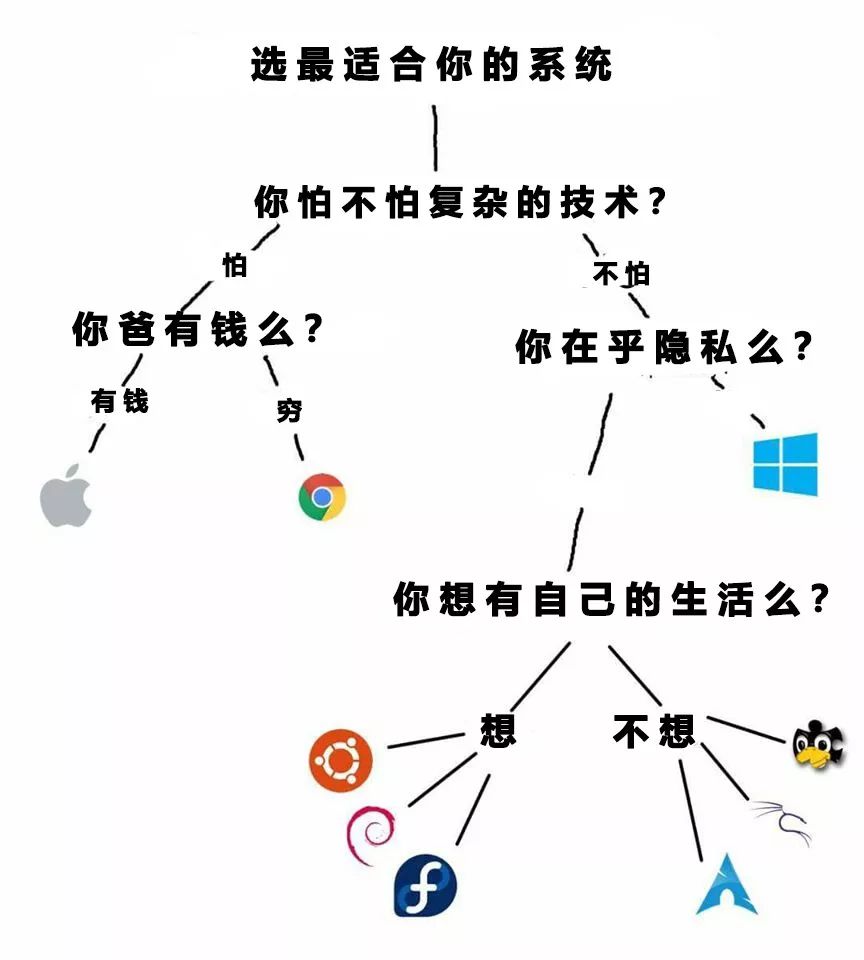 选最适合你的系统
你怕不怕复杂的技术？
怕
不怕
你爸有钱么？
你在乎隐私么？
有钱
穷
你想有自己的生活么？
想
不想